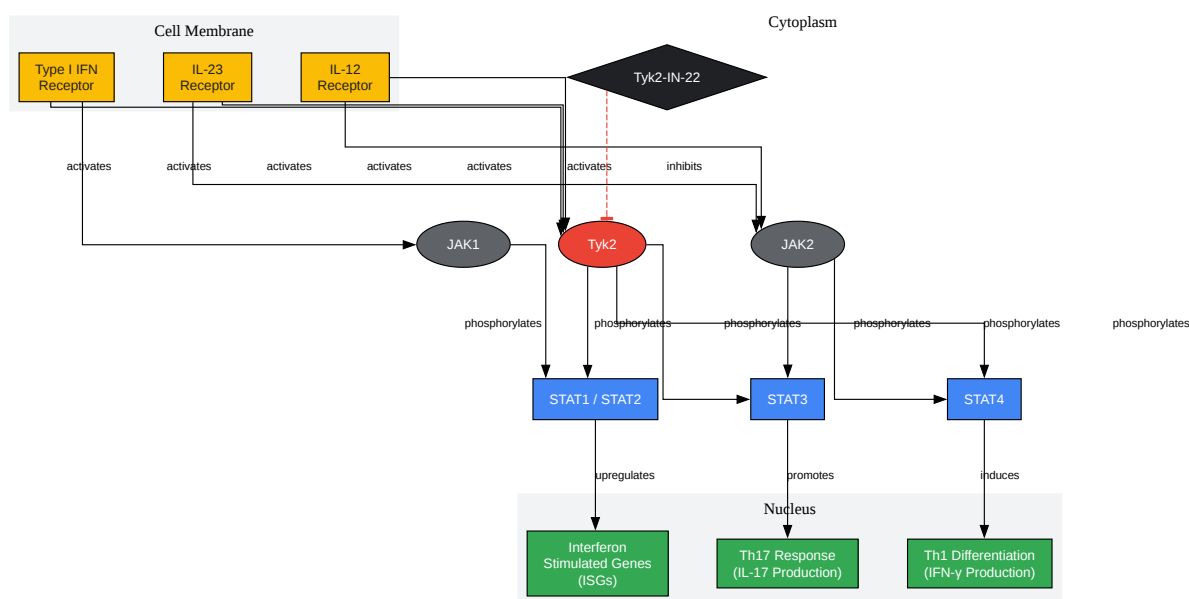 Cytoplasm
Cell Membrane
Type I IFN
Receptor
IL-23
Receptor
IL-12
Receptor
Tyk2-IN-22
activates
activates
activates
activates
activates
activates
inhibits
JAK1
Tyk2
JAK2
phosphorylates
phosphorylates
phosphorylates
phosphorylates
phosphorylates
phosphorylates
STAT1 / STAT2
STAT3
STAT4
upregulates
promotes
induces
Nucleus
Interferon
Stimulated Genes
(ISGs)
Th17 Response
(IL-17 Production)
Th1 Differentiation
(IFN-γ Production)